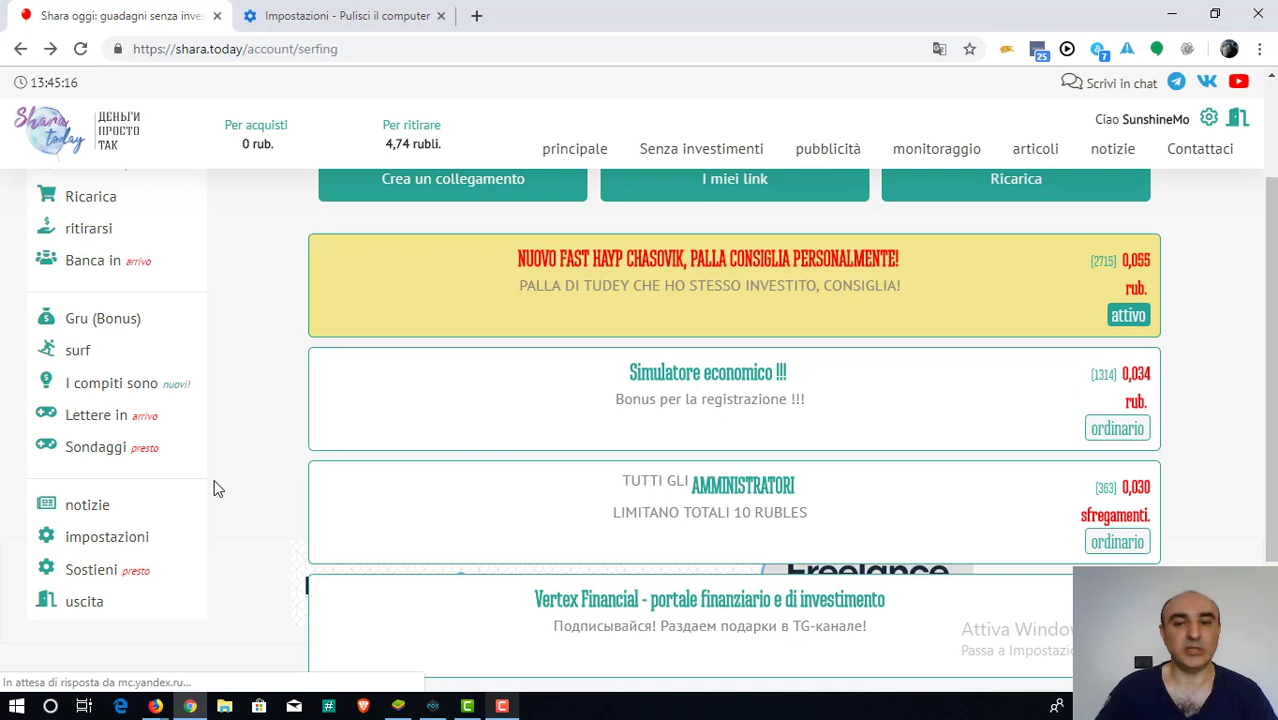 Shara oggi: guadagni senza inves
Impostazioni - Pulisci il computer
https://shara.today/account/serfing
25
7
13:45:16
Scrivi in chat
Shara today
ДЕНЬГИ
ПРОСТО
ТАК
Per acquisti
0 rub.
Per ritirare
4,74 rubli.
Ciao SunshineMo
principale
Senza investimenti
pubblicità
monitoraggio
articoli
notizie
Contattaci
Ricarica
ritirarsi
Banca in arrivo
Gru (Bonus)
surf
I compiti sono nuovi!
Lettere in arrivo
Sondaggi presto
notizie
impostazioni
Sostieni presto
uscita
Crea un collegamento
I miei link
Ricarica
NUOVO FAST HAYP CHASOVIK, PALLA CONSIGLIA PERSONALMENTE!
PALLA DI TUDEY CHE HO STESSO INVESTITO, CONSIGLIA!
[2715] 0,055
rub.
attivo
Simulatore economico !!!
Bonus per la registrazione !!!
[1314] 0,034
rub.
ordinario
TUTTI GLI AMMINISTRATORI
LIMITANO TOTALI 10 RUBLES
[363] 0,030
sfregamenti.
ordinario
Freelance
Vertex Financial - portale finanziario e di investimento
Подписывайся! Раздаем подарки в TG-канале!
Attiva Windo
Passa a Impostazio
In attesa di risposta da mc.yandex.ru...